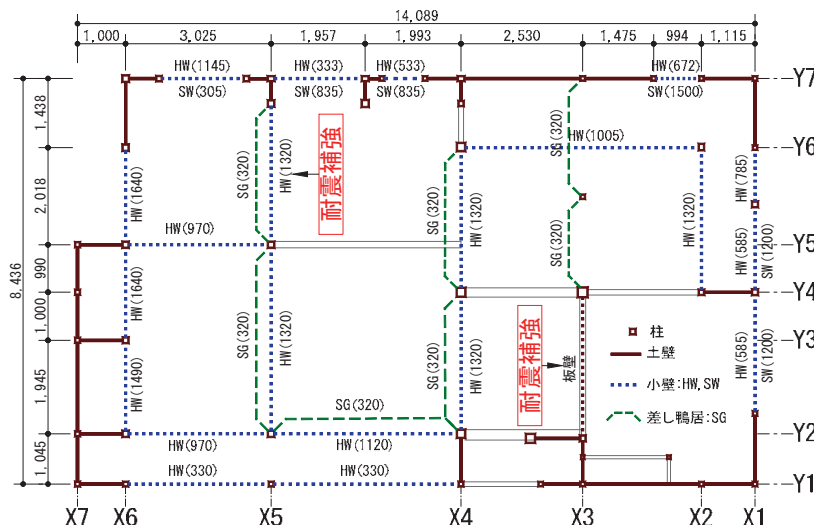 14,089
1,000 3,025 1,957 1,993 2,530 1,475 994 1,115
HW(1145) HW(333) HW(533) HW(672)
SW(305) SW(835) SW(835) SW(1500)
Y7
1,438
SG(320)
HW(1320)
耐震補強
SG(320)
HW(1005)
Y6
2,018
HW(1640)
SG(320)
HW(1320)
SG(320)
HW(1320)
HW(785)
HW(970)
Y5
990
HW(585)
SW(1200)
Y4
8,436
1,000
HW(1640)
SG(320)
HW(1320)
SG(320)
HW(1320)
耐震補強
板壁
柱
土壁
小壁:HW,SW
差し鴨居:SG
HW(585)
SW(1200)
Y3
1,945
HW(1490)
SG(320)
Y2
HW(970) HW(1120)
1,045
HW(330) HW(330)
Y1
X7 X6 X5 X4 X3 X2 X1